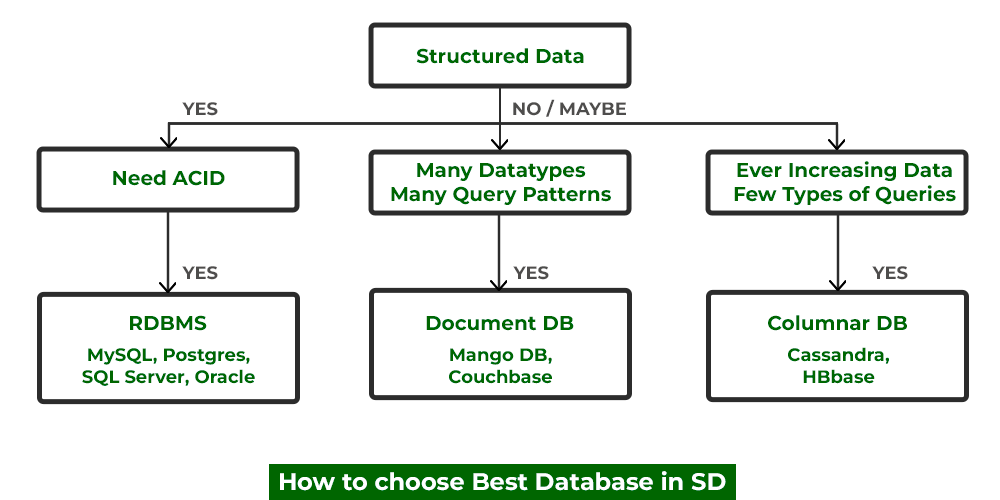 Structured Data
YES
NO / MAYBE
Need ACID
Many Datatypes
Many Query Patterns
Ever Increasing Data
Few Types of Queries
YES
YES
YES
RDBMS
MySQL, Postgres,
SQL Server, Oracle
Document DB
Mango DB,
Couchbase
Columnar DB
Cassandra,
HBbase
How to choose Best Database in SD